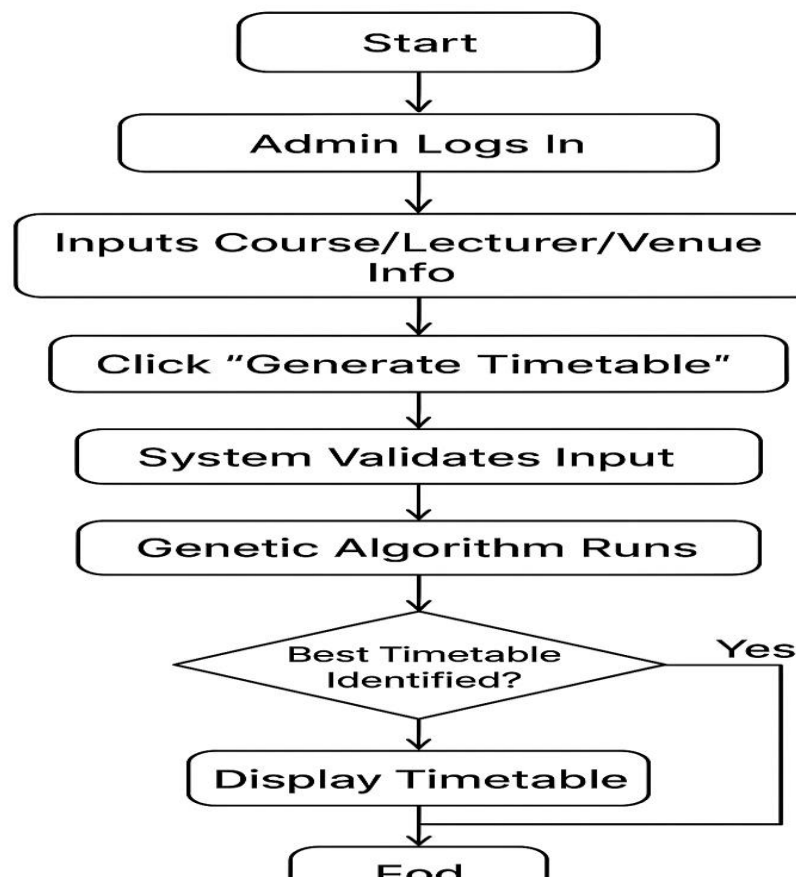 Start
Admin Logs In
Inputs Course/Lecturer/Venue
Info
Click "Generate Timetable"
System Validates Input
Genetic Algorithm Runs
Best Timetable
Identified?
Yes
Display Timetable